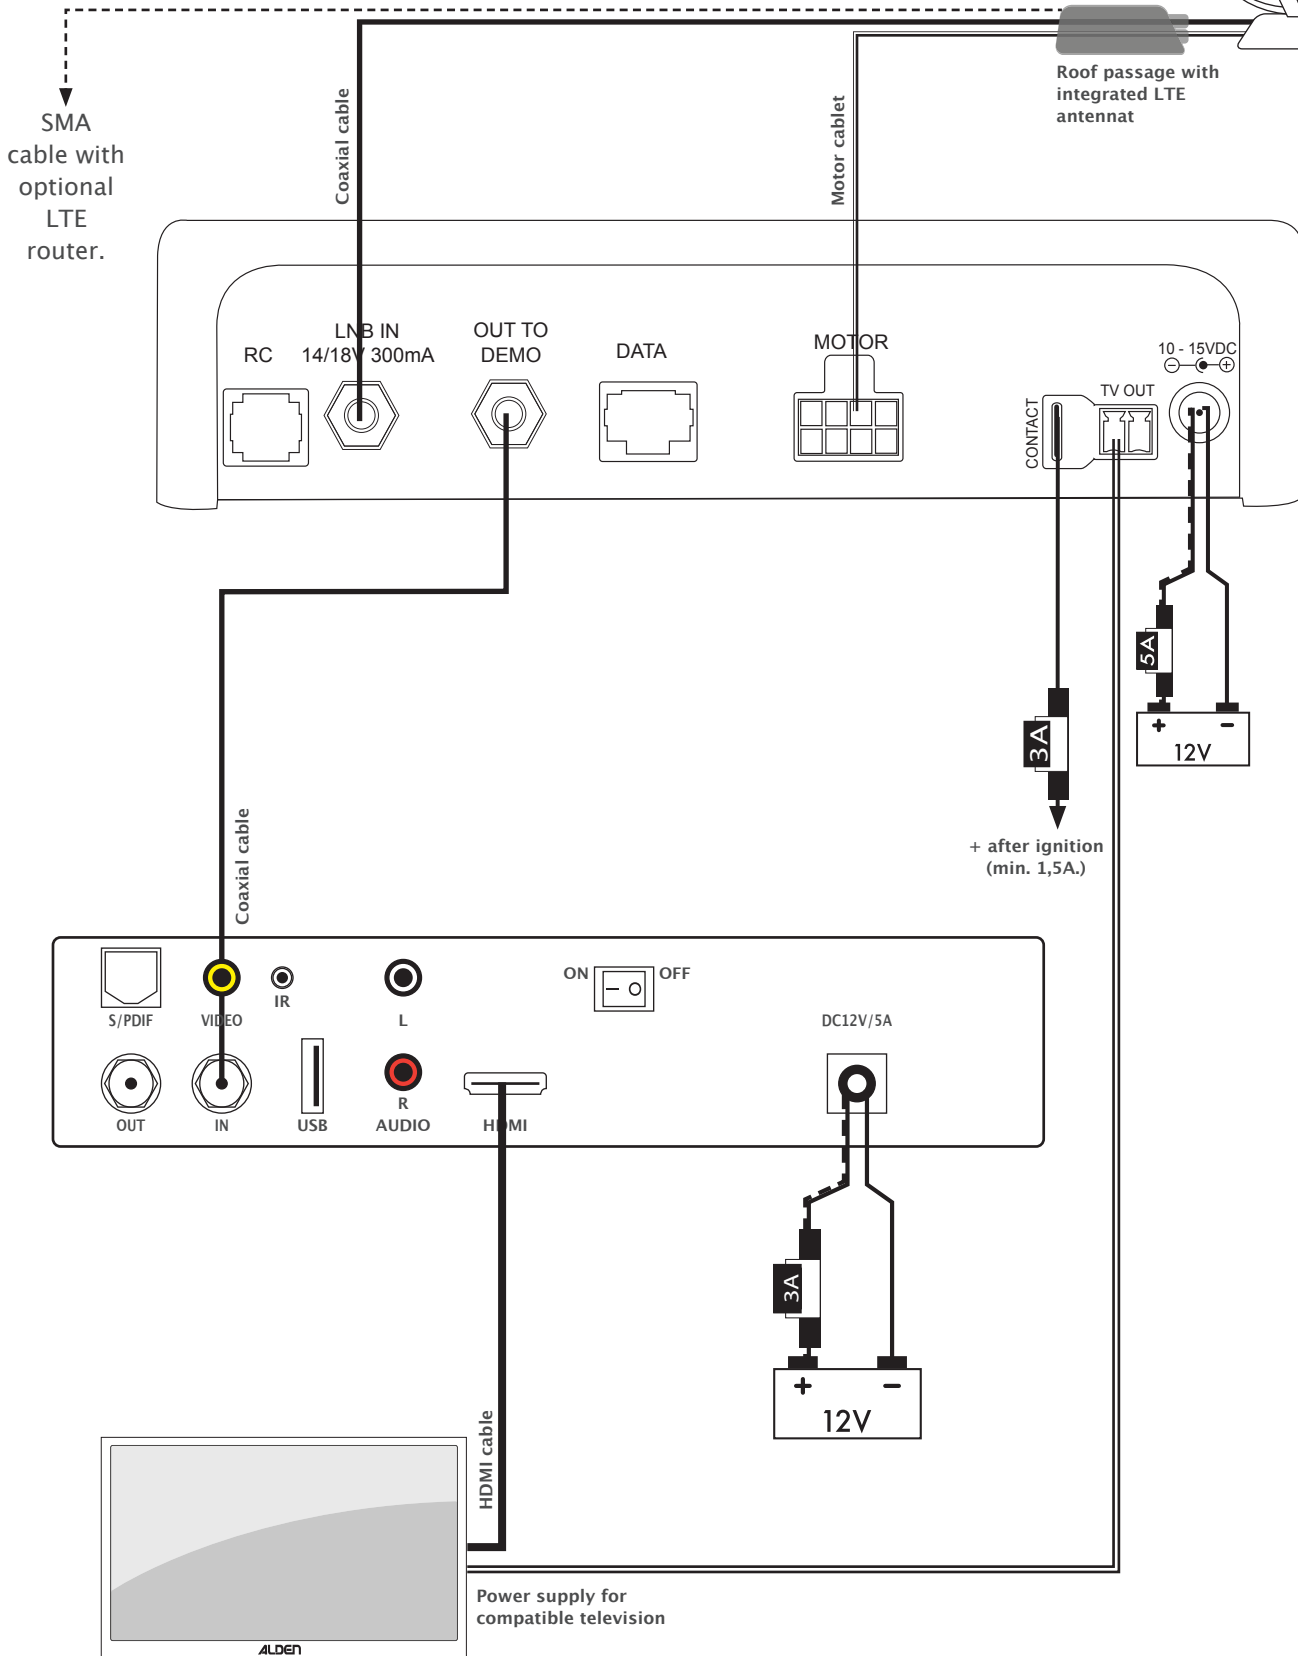 Roof passage with
integrated LTE
antennat
SMA
cable with
optional
LTE
router.
Coaxial cable
Motor cablet
RC
LNB IN
14/18V 300mA
OUT TO
DEMO
DATA
MOTOR
CONTACT
TV OUT
10 - 15VDC
- +
5A
+ -
12V
3A
+ after ignition
(min. 1,5A.)
Coaxial cable
S/PDIF
VIDEO
IR
L
ON
OFF
DC12V/5A
OUT
IN
USB
R
AUDIO
HDMI
3A
+ -
12V
HDMI cable
Power supply for
compatible television
ALDEN